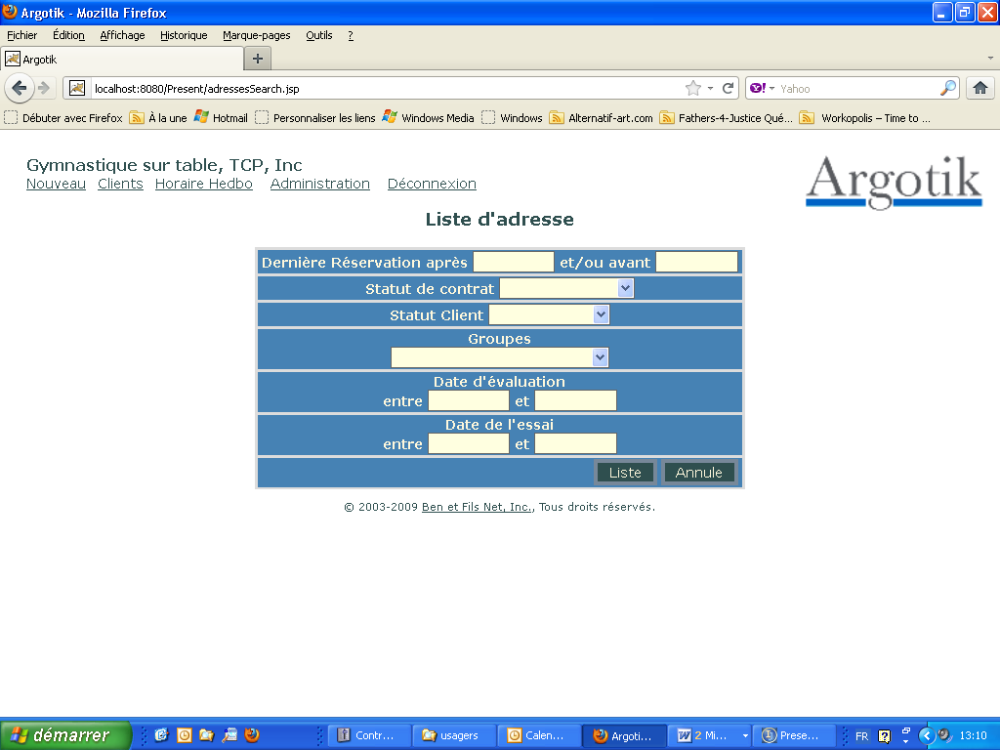 Argotik - Mozilla Firefox
Fichier Édition Affichage Historique Marque-pages Outils ?
Argotik
localhost:8080/Present/adressesSearch.jsp Yahoo
Débuter avec Firefox À la une Hotmail Personnaliser les liens Windows Media Windows Alternatif-art.com Fathers-4-Justice Qué... Workopolis – Time to ...
Gymnastique sur table, TCP, Inc
Nouveau Clients Horaire Hedbo Administration Déconnexion
Argotik
Liste d'adresse
Dernière Réservation après et/ou avant
Statut de contrat
Statut Client
Groupes
Date d'évaluation
entre et
Date de l'essai
entre et
Liste Annule
© 2003-2009 Ben et Fils Net, Inc., Tous droits réservés.
démarrer Contr... usagers Calen... Argoti... 2 Mi... Prese... FR 13:10